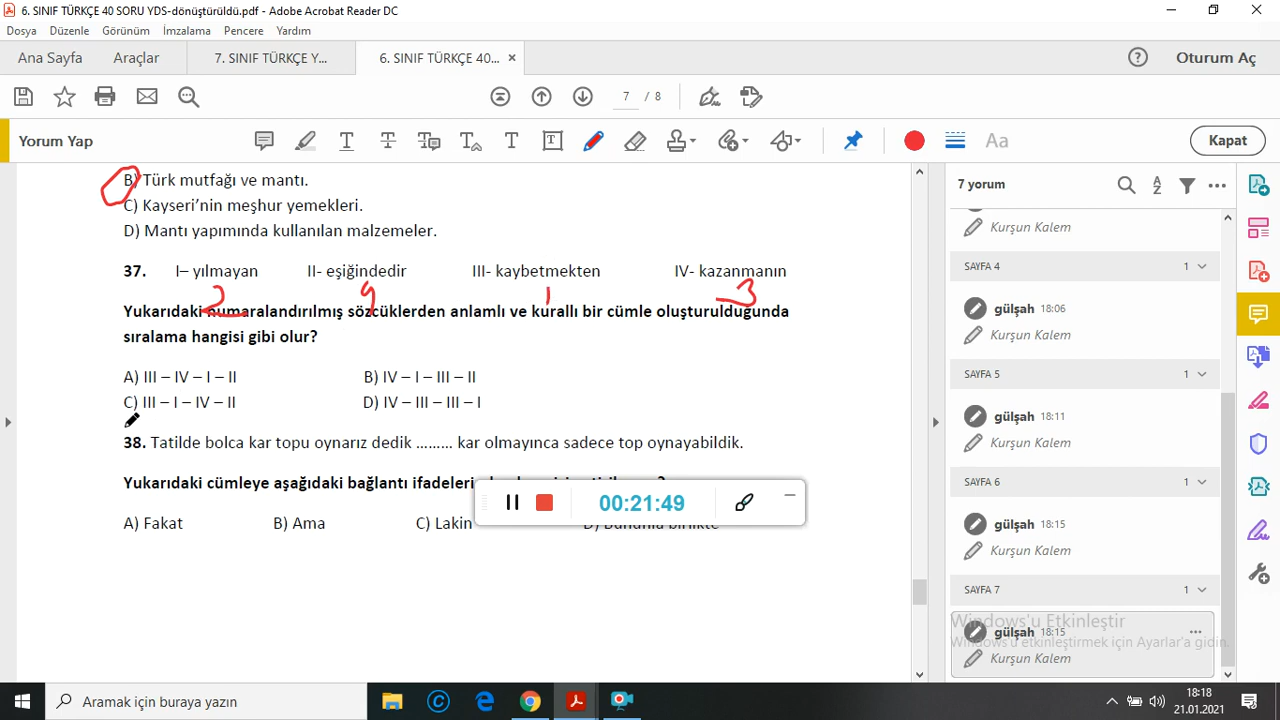 6. SINIF TÜRKÇE 40 SORU YDS-dönüştürüldü.pdf - Adobe Acrobat Reader DC
Dosya Düzenle Görünüm İmzalama Pencere Yardım
Ana Sayfa Araçlar 7. SINIF TÜRKÇE Y... 6. SINIF TÜRKÇE 40... × Oturum Aç
7 / 8
Yorum Yap Aa Kapat
B) Türk mutfağı ve mantı.
C) Kayseri'nin meşhur yemekleri.
D) Mantı yapımında kullanılan malzemeler.
37. I– yılmayan II- eşiğindedir III- kaybetmekten IV- kazanmanın
2 4 1 3
Yukarıdaki numaralandırılmış sözcüklerden anlamlı ve kurallı bir cümle oluşturulduğunda
sıralama hangisi gibi olur?
A) III – IV – I – II B) IV – I – III – II
C) III – I – IV – II D) IV – III – III – I
38. Tatilde bolca kar topu oynarız dedik ......... kar olmayınca sadece top oynayabildik.
Yukarıdaki cümleye aşağıdaki bağlantı ifadeleri
A) Fakat B) Ama C) Lakin D) Bununla birlikte
00:21:49
7 yorum
Kurşun Kalem
SAYFA 4 1
gülşah 18:06
Kurşun Kalem
SAYFA 5 1
gülşah 18:11
Kurşun Kalem
SAYFA 6 1
gülşah 18:15
Kurşun Kalem
SAYFA 7 1
Windows'u Etkinleştir
gülşah 18:15
Windows'u etkinleştirmek için Ayarlar'a gidin.
Kurşun Kalem
Aramak için buraya yazın
18:18
21.01.2021